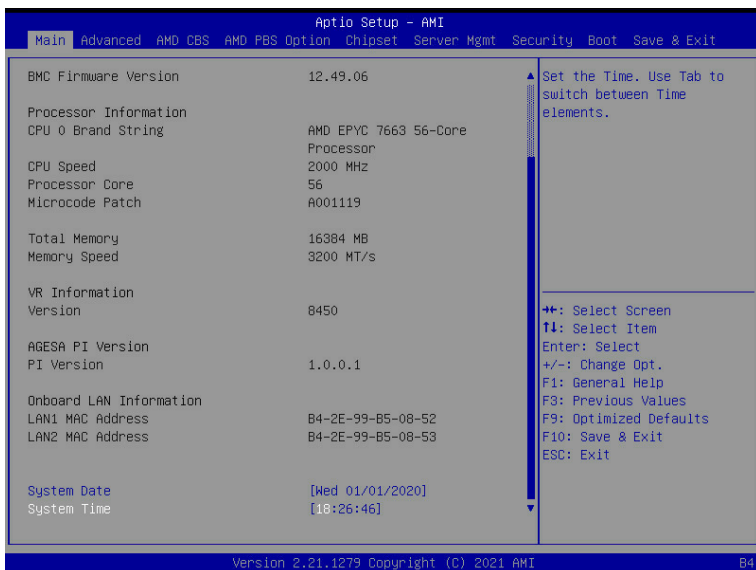 Aptio Setup – AMI
Main Advanced AMD CBS AMD PBS Option Chipset Server Mgmt Security Boot Save & Exit
BMC Firmware Version 12.49.06
Processor Information
CPU 0 Brand String AMD EPYC 7663 56-Core
Processor
CPU Speed 2000 MHz
Processor Core 56
Microcode Patch A001119
Total Memory 16384 MB
Memory Speed 3200 MT/s
VR Information
Version 8450
AGESA PI Version
PI Version 1.0.0.1
Onboard LAN Information
LAN1 MAC Address B4-2E-99-B5-08-52
LAN2 MAC Address B4-2E-99-B5-08-53
System Date [Wed 01/01/2020]
System Time [18:26:46]
Set the Time. Use Tab to
switch between Time
elements.
→←: Select Screen
↑↓: Select Item
Enter: Select
+/-: Change Opt.
F1: General Help
F3: Previous Values
F9: Optimized Defaults
F10: Save & Exit
ESC: Exit
Version 2.21.1279 Copyright (C) 2021 AMI
B4